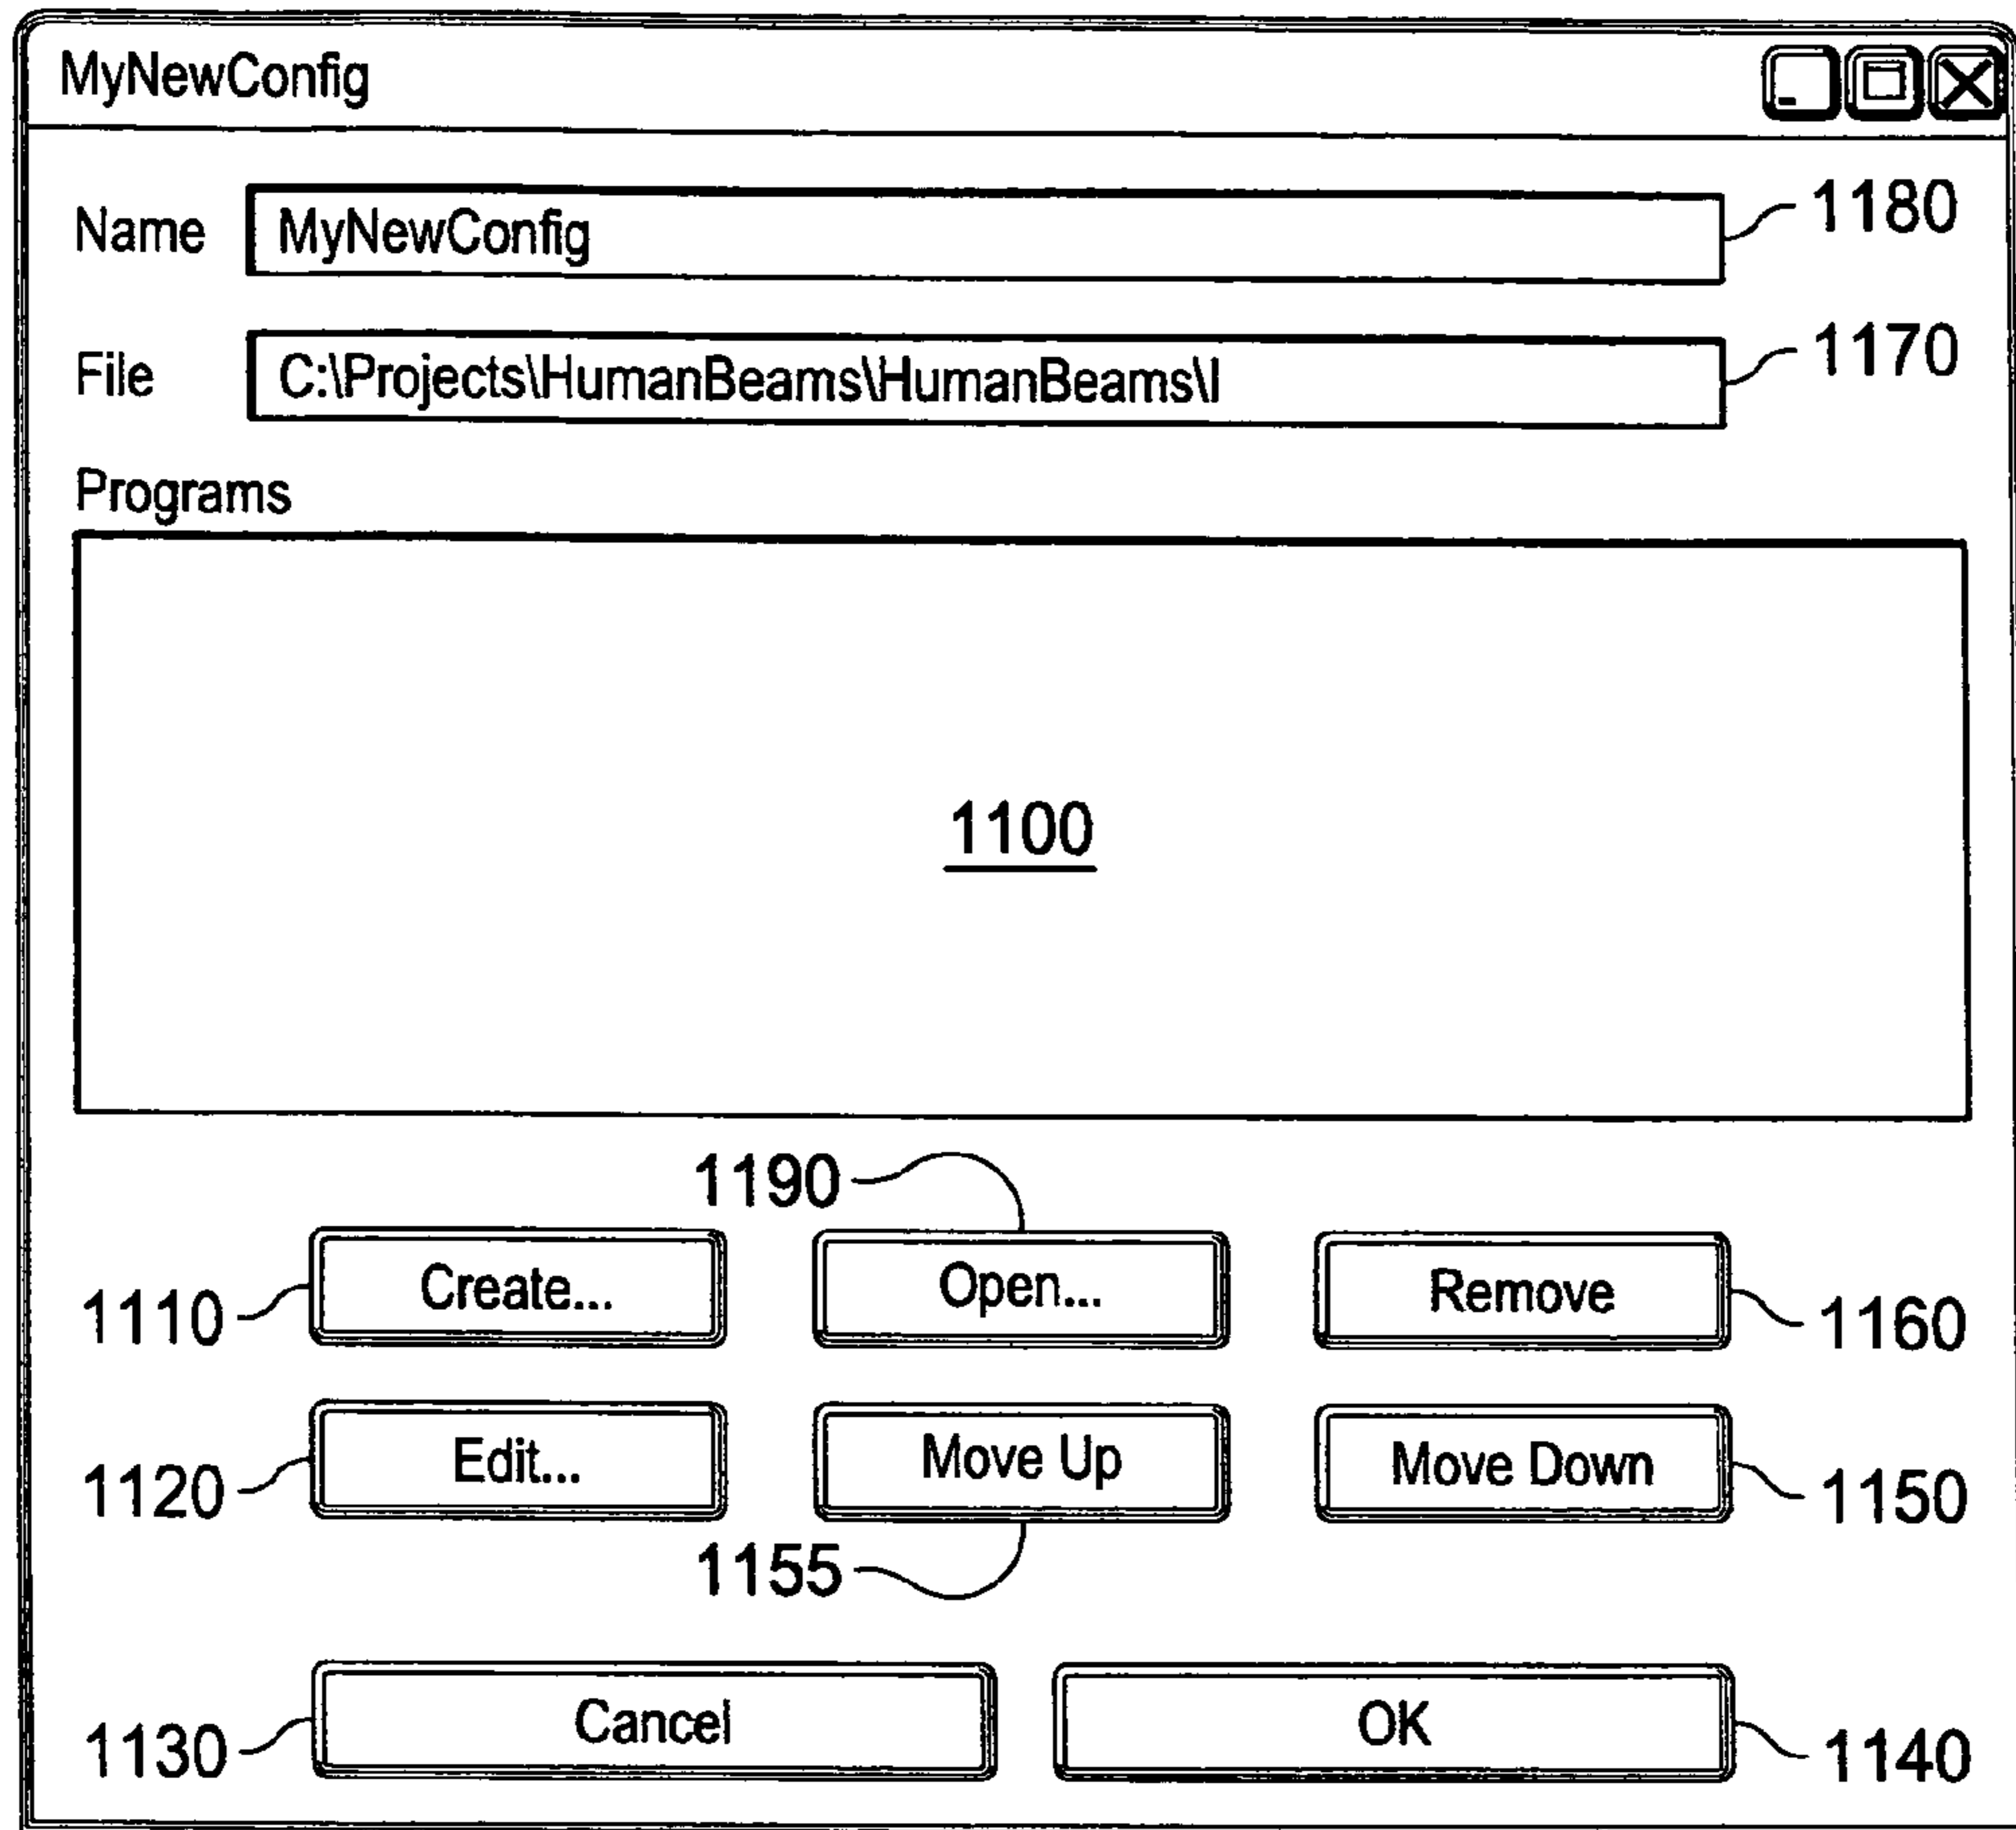 MyNewConfig
Name MyNewConfig 1180
File C:\Projects\HumanBeams\HumanBeams\I 1170
Programs
1100
1190
1110 Create... Open... Remove 1160
1120 Edit... Move Up Move Down 1150
1155
1130 Cancel OK 1140